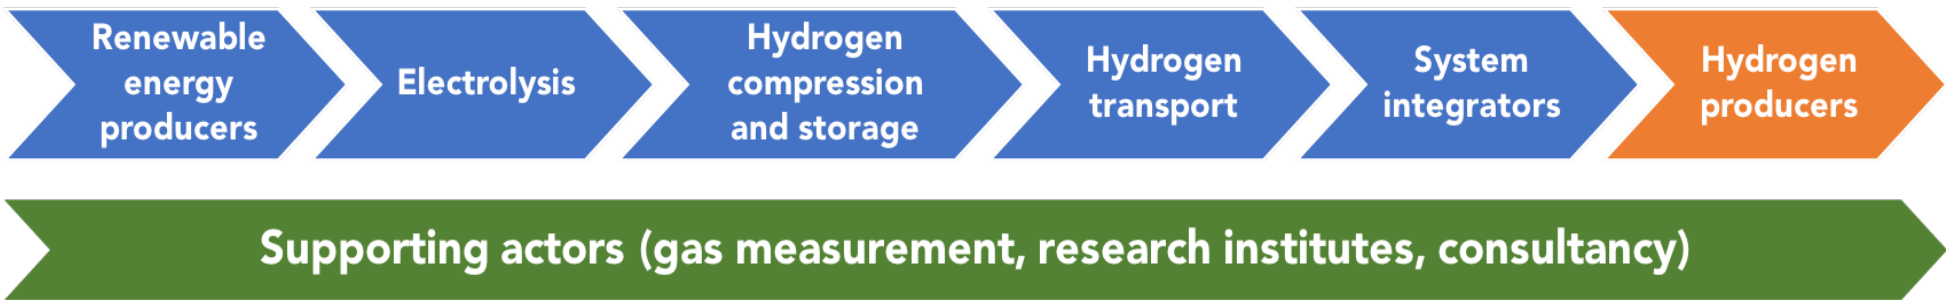 Renewable
energy
producers
Electrolysis
Hydrogen
compression
and storage
Hydrogen
transport
System
integrators
Hydrogen
producers
Supporting actors (gas measurement, research institutes, consultancy)